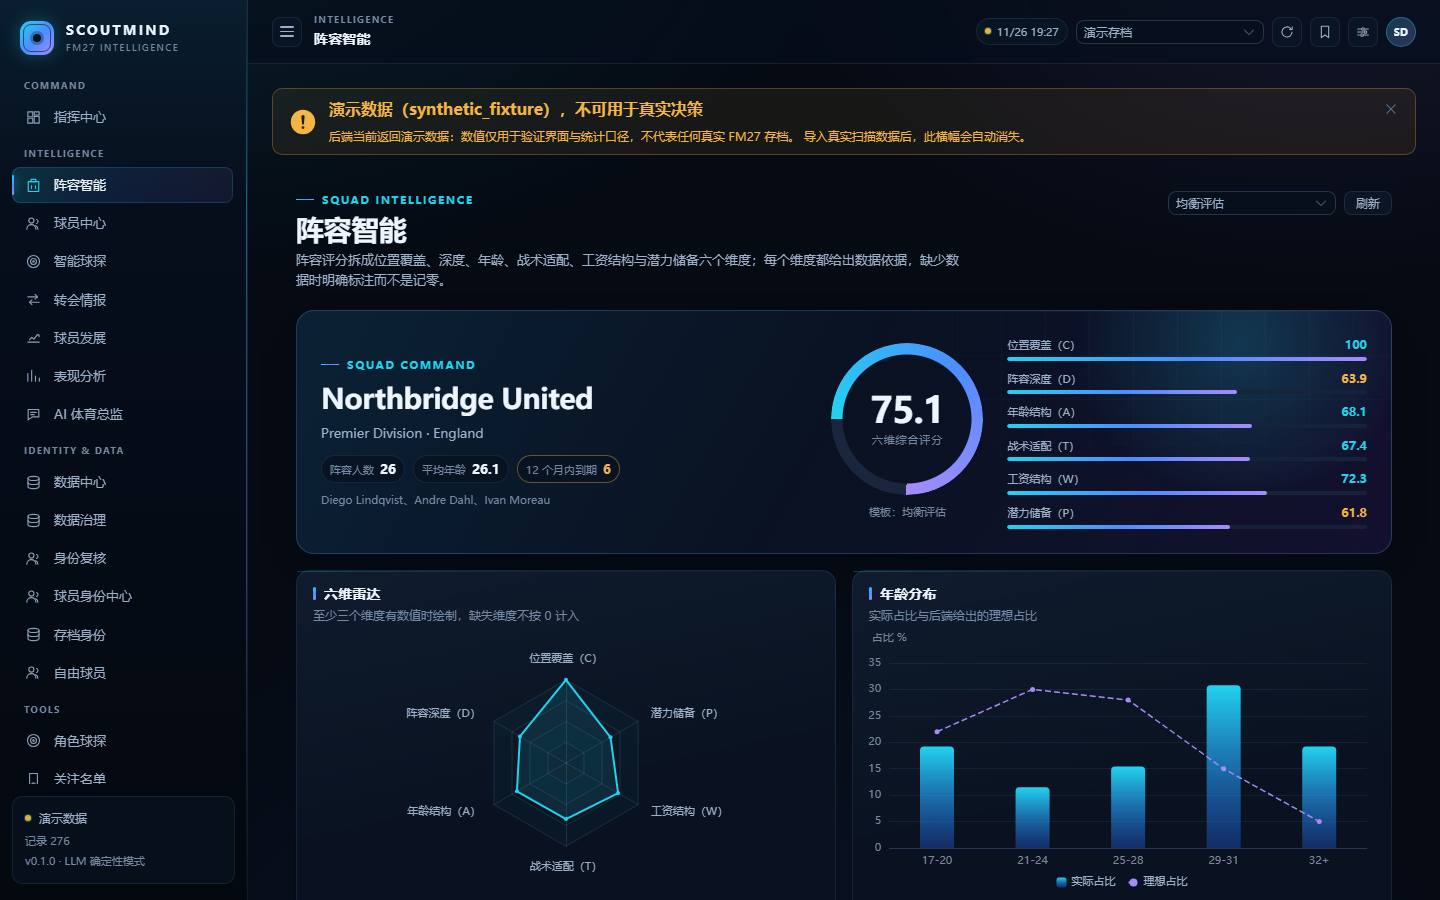 SCOUTMIND
FM27 INTELLIGENCE
COMMAND
指挥中心
INTELLIGENCE
阵容智能
球员中心
智能球探
转会情报
球员发展
表现分析
AI 体育总监
IDENTITY & DATA
数据中心
数据治理
身份复核
球员身份中心
存档身份
自由球员
TOOLS
角色球探
关注名单
演示数据
记录 276
v0.1.0 · LLM 确定性模式
INTELLIGENCE
阵容智能
11/26 19:27
演示存档
SD
演示数据（synthetic_fixture），不可用于真实决策
后端当前返回演示数据：数值仅用于验证界面与统计口径，不代表任何真实 FM27 存档。 导入真实扫描数据后，此横幅会自动消失。
SQUAD INTELLIGENCE
阵容智能
阵容评分拆成位置覆盖、深度、年龄、战术适配、工资结构与潜力储备六个维度；每个维度都给出数据依据，缺少数
据时明确标注而不是记零。
均衡评估
刷新
SQUAD COMMAND
Northbridge United
Premier Division · England
阵容人数 26
平均年龄 26.1
12 个月内到期 6
Diego Lindqvist、Andre Dahl、Ivan Moreau
75.1
六维综合评分
模板：均衡评估
位置覆盖（C） 100
阵容深度（D） 63.9
年龄结构（A） 68.1
战术适配（T） 67.4
工资结构（W） 72.3
潜力储备（P） 61.8
六维雷达
至少三个维度有数值时绘制，缺失维度不按 0 计入
位置覆盖（C）
阵容深度（D）
潜力储备（P）
年龄结构（A）
工资结构（W）
战术适配（T）
年龄分布
实际占比与后端给出的理想占比
占比 %
35
30
25
20
15
10
5
0
17-20 21-24 25-28 29-31 32+
实际占比 理想占比